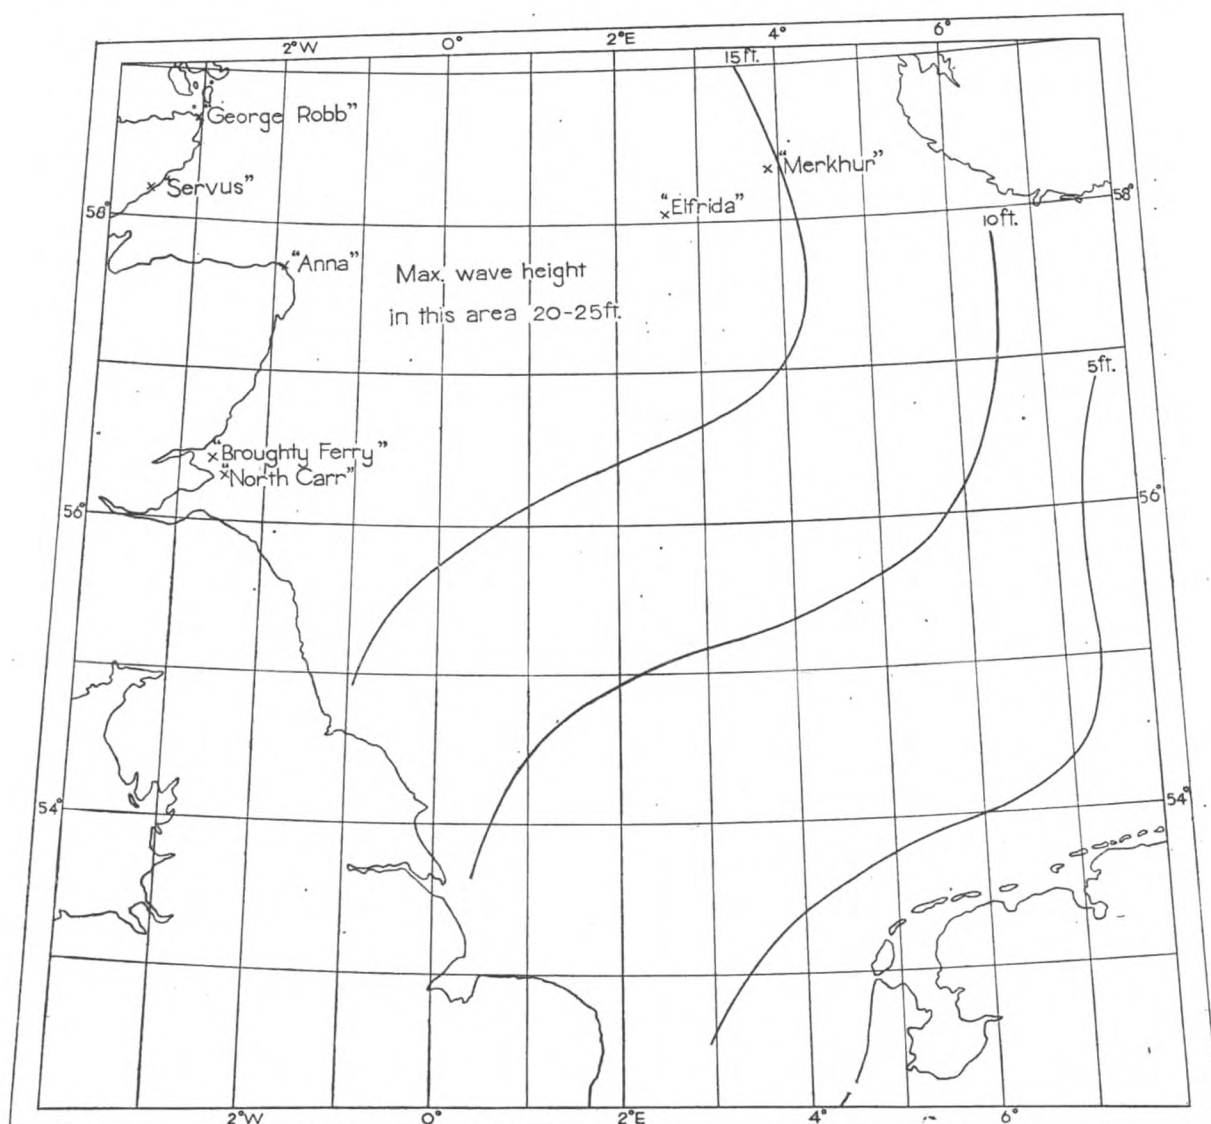 2°W 0° 2°E 4° 6°
15ft.
"George Robb"
"Merkhur"
"Servus"
"Elfrida"
58° 58°
10ft.
"Anna"
Max. wave height
in this area 20-25ft.
5ft.
"Broughty Ferry"
"North Carr"
56° 56°
54° 54°
2°W 0° 2°E 4° 6°